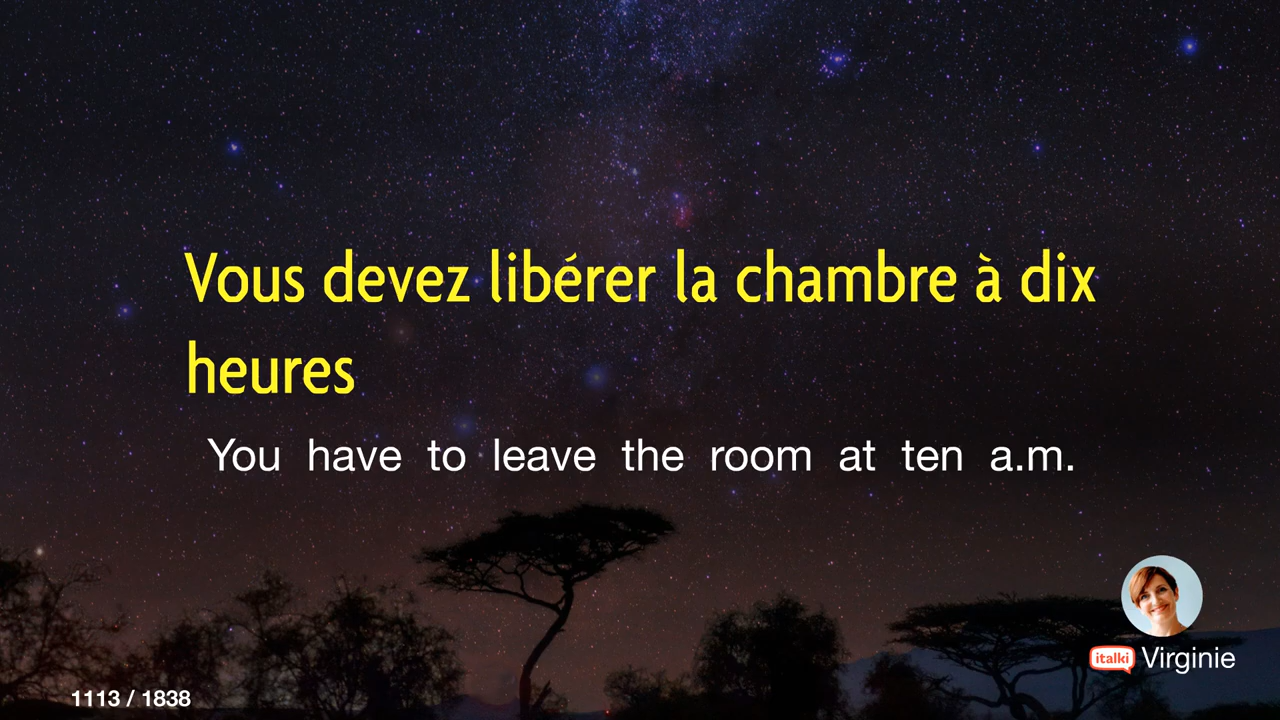 Vous devez libérer la chambre à dix
heures
You have to leave the room at ten a.m.
italki Virginie
1113 / 1838